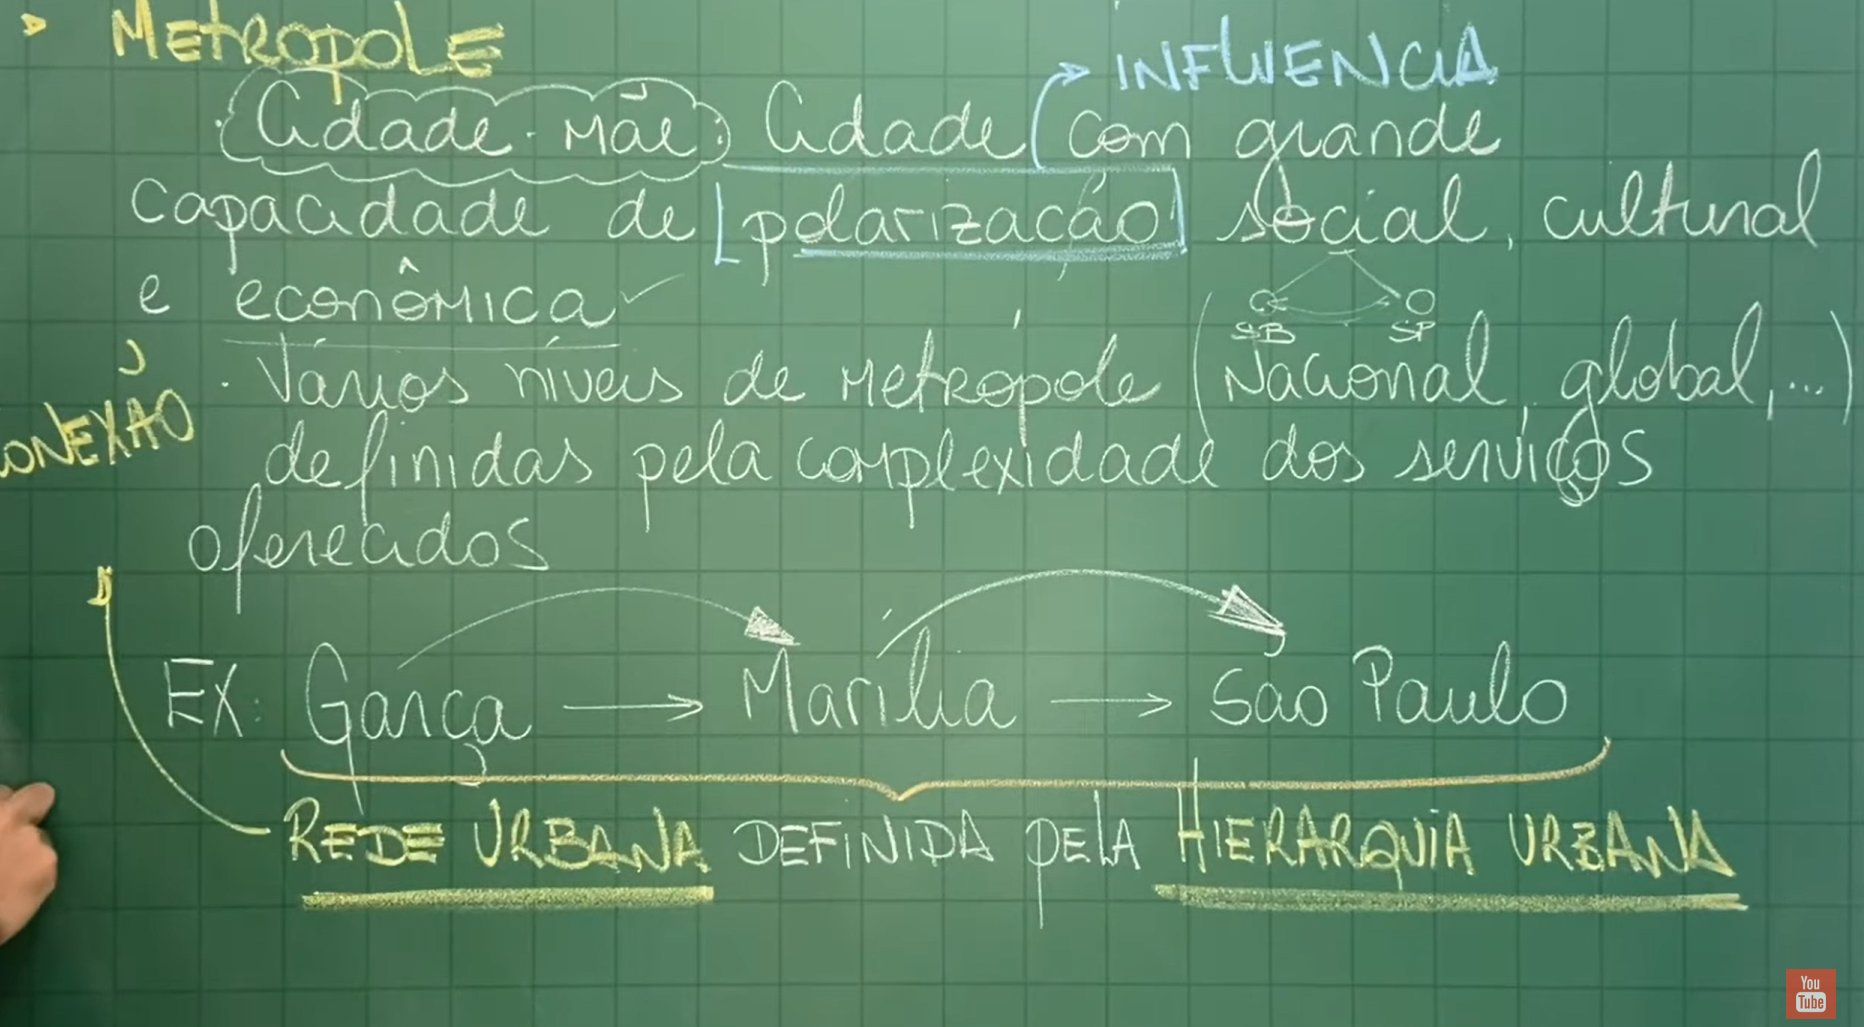 METROPOLE
INFLUENCIA
Cidade-mãe: Cidade com grande
capacidade de polarização social, cultural
e econômica
SB SP
Vários níveis de metrópole (Nacional, global,...)
ONEXÃO
definidas pela complexidade dos serviços
oferecidos
EX: Garça → Marília → São Paulo
REDE URBANA DEFINIDA PELA HIERARQUIA URBANA
You
Tube